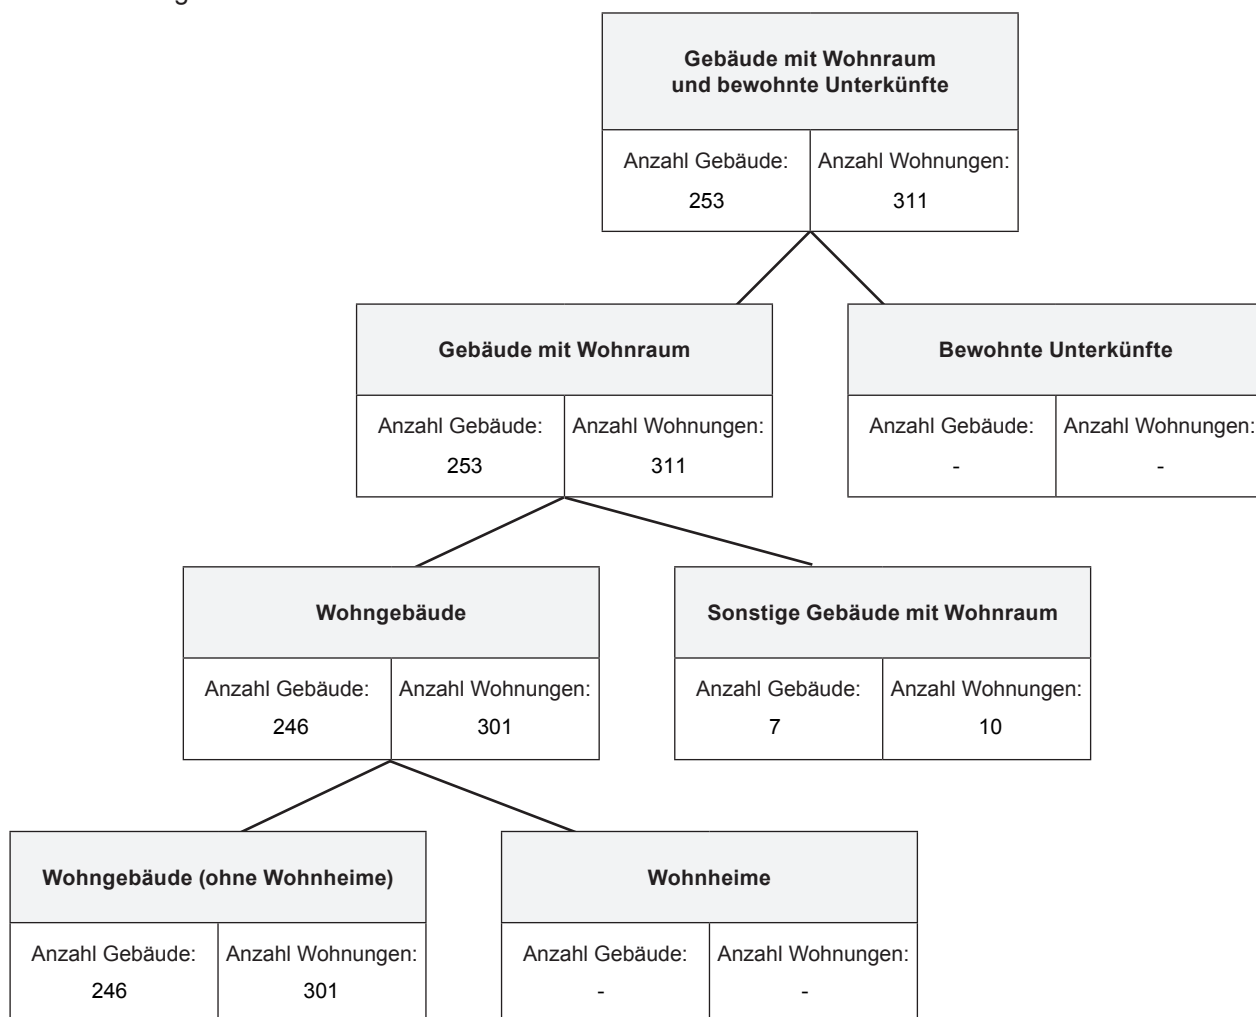 Gebäude mit Wohnraum
und bewohnte Unterkünfte
Anzahl Gebäude: Anzahl Wohnungen:
253 311
Gebäude mit Wohnraum
Anzahl Gebäude: Anzahl Wohnungen:
253 311
Bewohnte Unterkünfte
Anzahl Gebäude: Anzahl Wohnungen:
- -
Wohngebäude
Anzahl Gebäude: Anzahl Wohnungen:
246 301
Sonstige Gebäude mit Wohnraum
Anzahl Gebäude: Anzahl Wohnungen:
7 10
Wohngebäude (ohne Wohnheime)
Anzahl Gebäude: Anzahl Wohnungen:
246 301
Wohnheime
Anzahl Gebäude: Anzahl Wohnungen:
- -